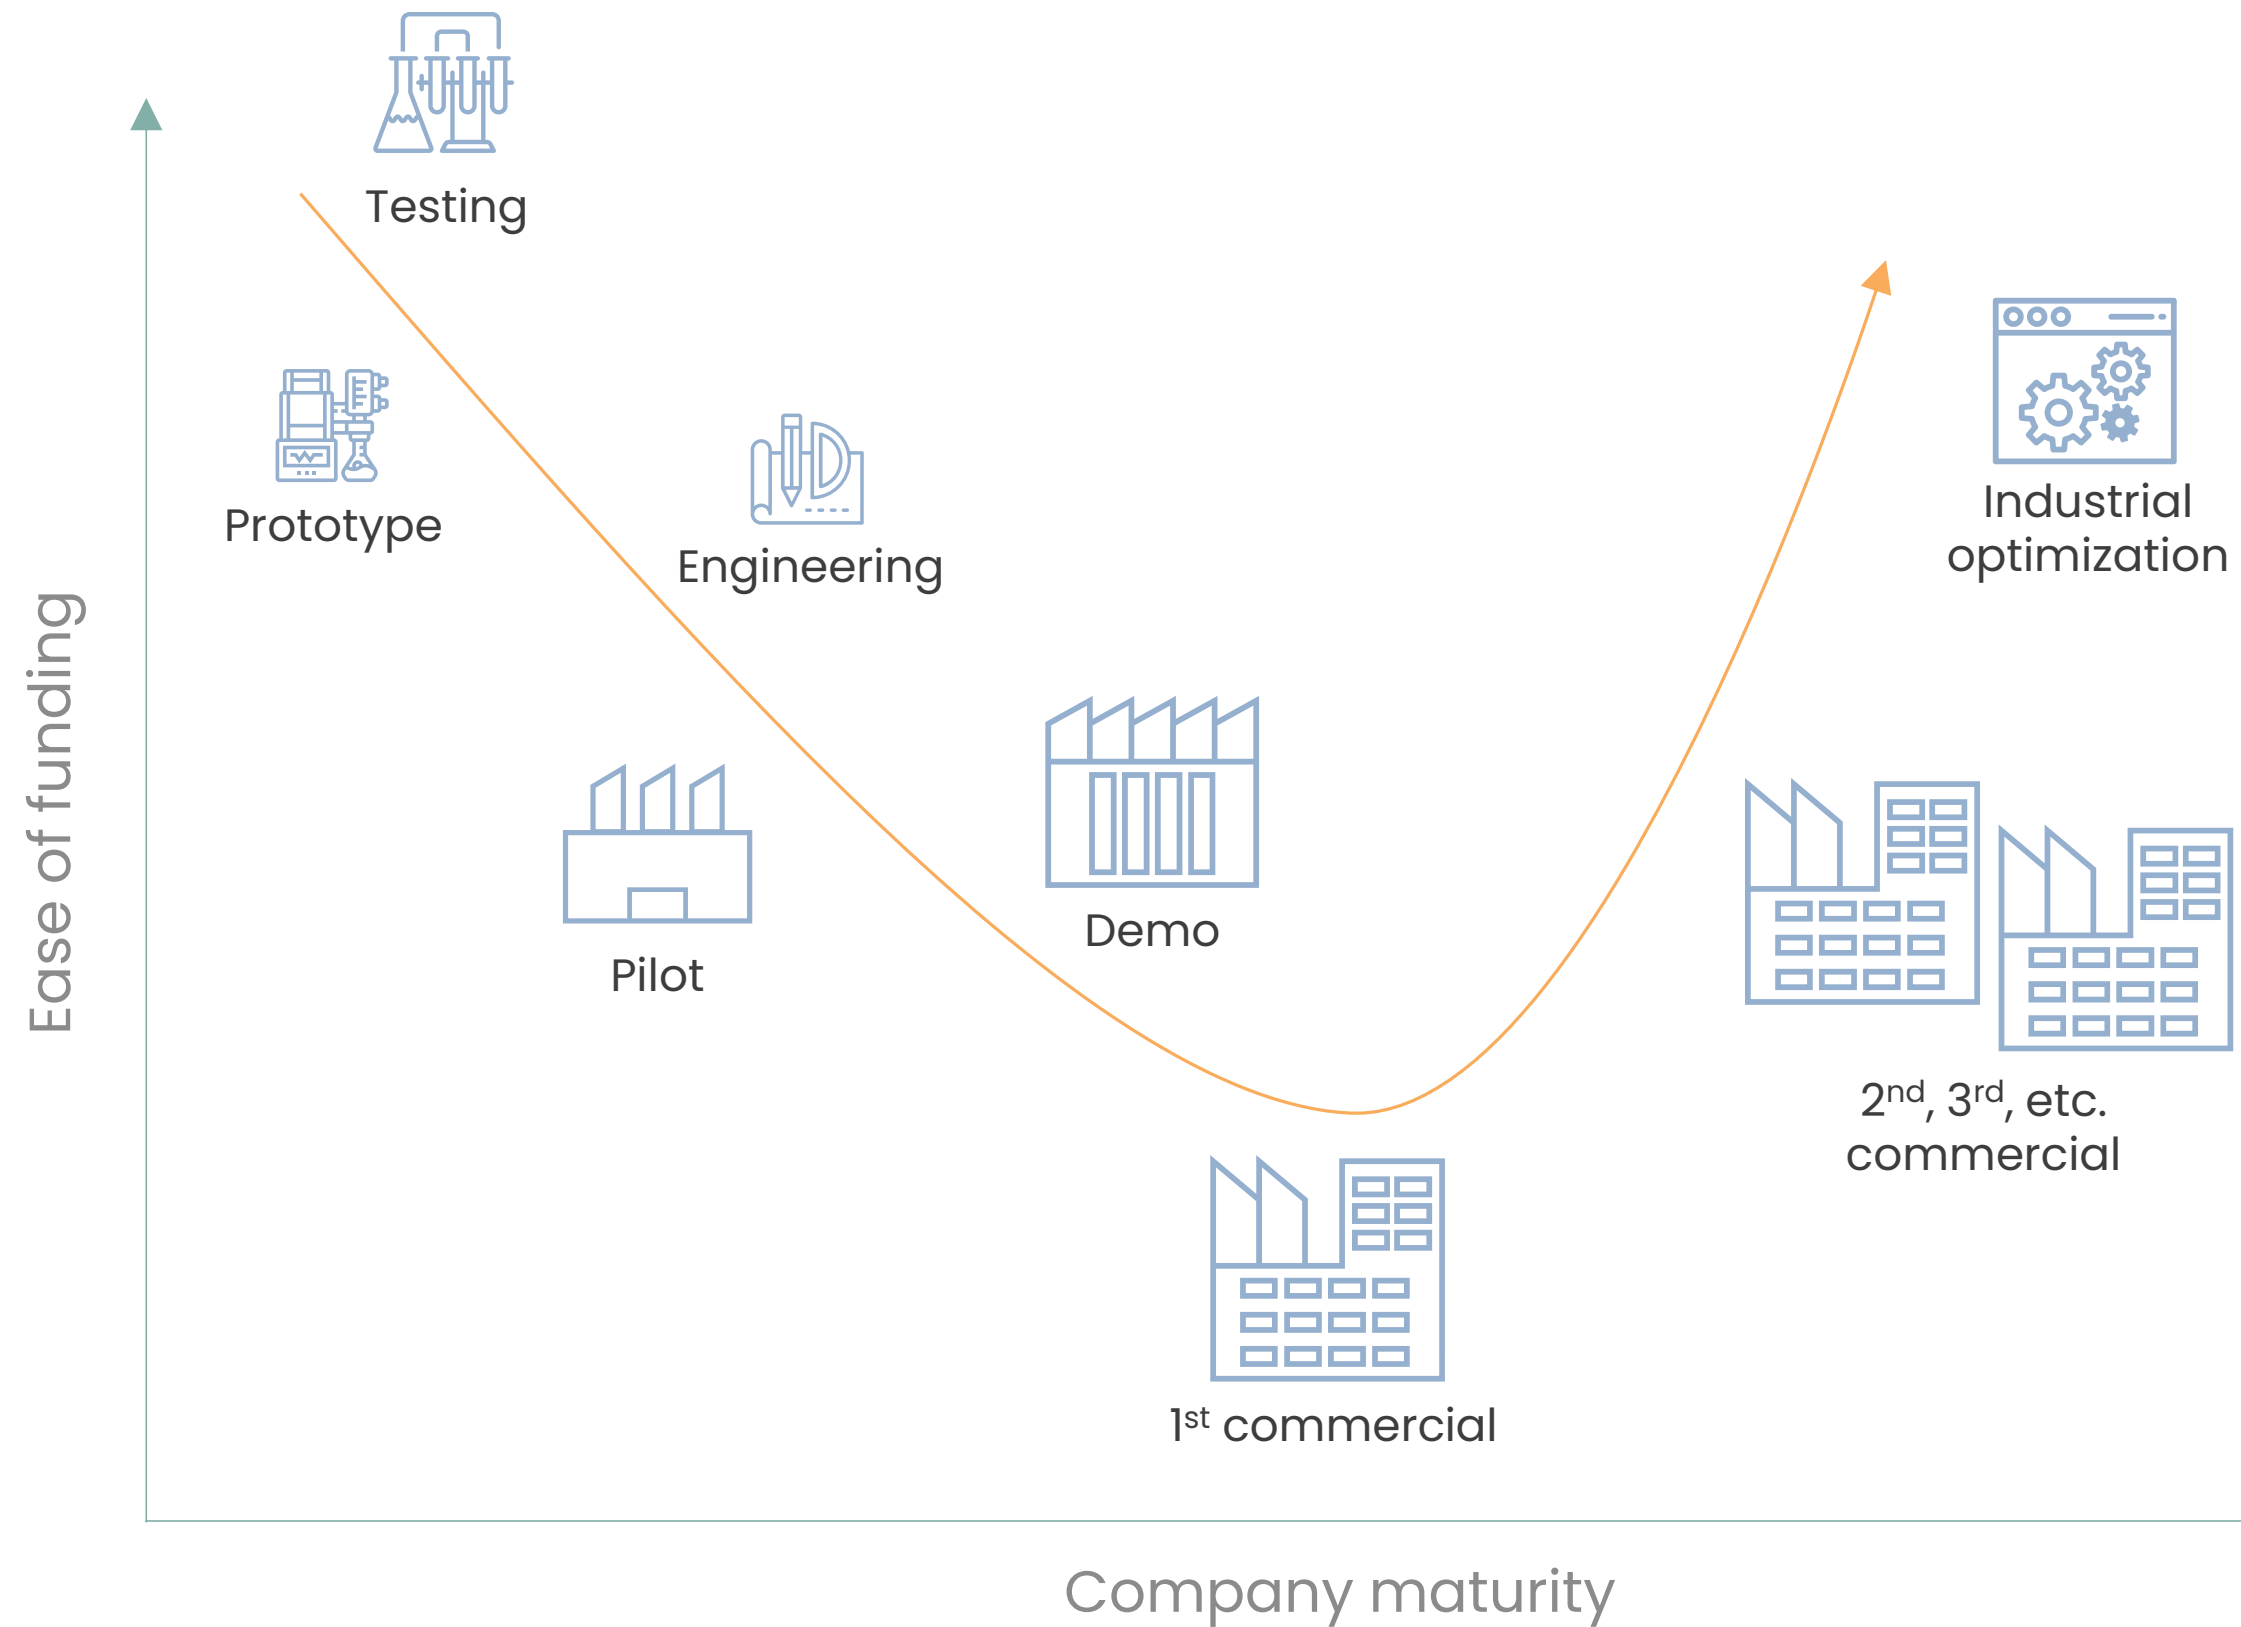 Testing
Prototype
Engineering
Industrial
optimization
Ease of funding
Demo
Pilot
2nd, 3rd, etc.
commercial
1st commercial
Company maturity